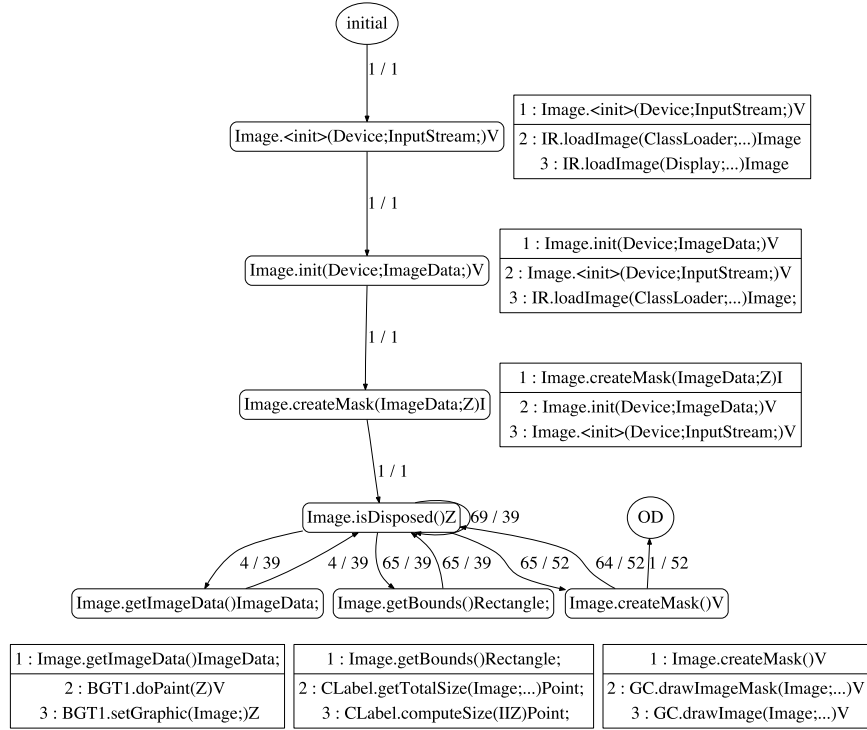 initial
1 / 1
Image.<init>(Device;InputStream;)V
1 : Image.<init>(Device;InputStream;)V
2 : IR.loadImage(ClassLoader;...)Image
3 : IR.loadImage(Display;...)Image
1 / 1
Image.init(Device;ImageData;)V
1 : Image.init(Device;ImageData;)V
2 : Image.<init>(Device;InputStream;)V
3 : IR.loadImage(ClassLoader;...)Image;
1 / 1
Image.createMask(ImageData;Z)I
1 : Image.createMask(ImageData;Z)I
2 : Image.init(Device;ImageData;)V
3 : Image.<init>(Device;InputStream;)V
1 / 1
Image.isDisposed()Z
69 / 39
OD
4 / 39
4 / 39
65 / 39
65 / 39
65 / 52
64 / 52
1 / 52
Image.getImageData()ImageData;
Image.getBounds()Rectangle;
Image.createMask()V
1 : Image.getImageData()ImageData;
2 : BGT1.doPaint(Z)V
3 : BGT1.setGraphic(Image;)Z
1 : Image.getBounds()Rectangle;
2 : CLabel.getTotalSize(Image;...)Point;
3 : CLabel.computeSize(IIZ)Point;
1 : Image.createMask()V
2 : GC.drawImageMask(Image;...)V
3 : GC.drawImage(Image;...)V